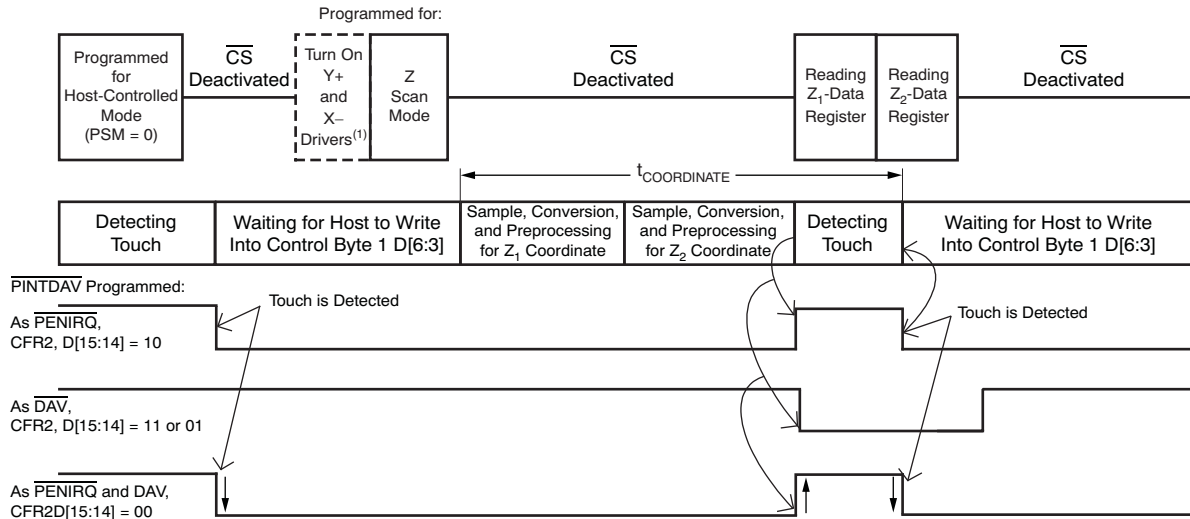 Programmed for:
Programmed
for
Host-Controlled
Mode
(PSM = 0)
CS
Deactivated
Turn On
Y+
and
X−
Drivers(1)
Z
Scan
Mode
CS
Deactivated
Reading
Z1-Data
Register
Reading
Z2-Data
Register
CS
Deactivated
tCOORDINATE
Detecting
Touch
Waiting for Host to Write
Into Control Byte 1 D[6:3]
Sample, Conversion,
and Preprocessing
for Z1 Coordinate
Sample, Conversion,
and Preprocessing
for Z2 Coordinate
Detecting
Touch
Waiting for Host to Write
Into Control Byte 1 D[6:3]
PINTDAV Programmed:
Touch is Detected
Touch is Detected
As PENIRQ,
CFR2, D[15:14] = 10
As DAV,
CFR2, D[15:14] = 11 or 01
As PENIRQ and DAV,
CFR2D[15:14] = 00